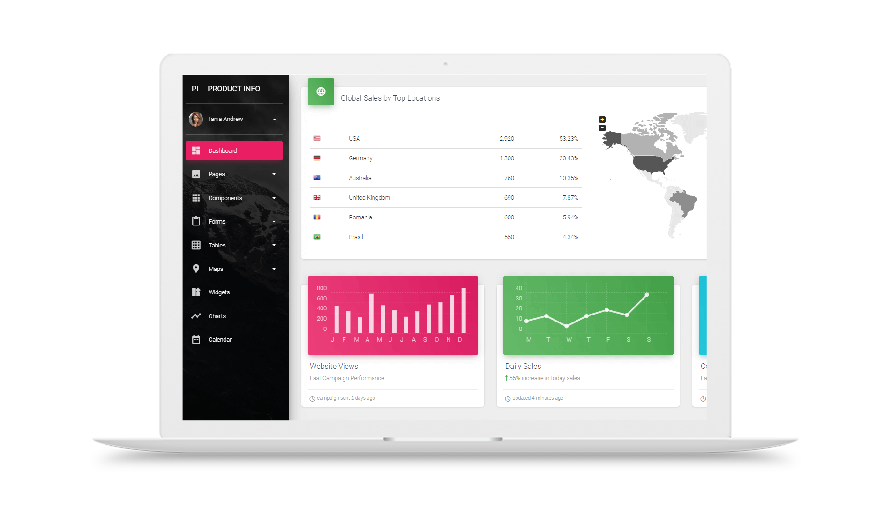 PI PRODUCT INFO
Tania Andrew
Dashboard
Pages
Components
Forms
Tables
Maps
Widgets
Charts
Calendar
Global Sales by Top Locations
USA 2.920 53.23%
Germany 1.300 20.43%
Australia 760 10.35%
United Kingdom 690 7.87%
Romania 600 5.94%
Brasil 550 4.34%
800
600
400
200
0
J F M A M J J A S O N D
Website Views
Last Campaign Performance
campaign sent 2 days ago
40
30
20
10
0
M T W T F S S
Daily Sales
55% increase in today sales.
updated 4 minutes ago